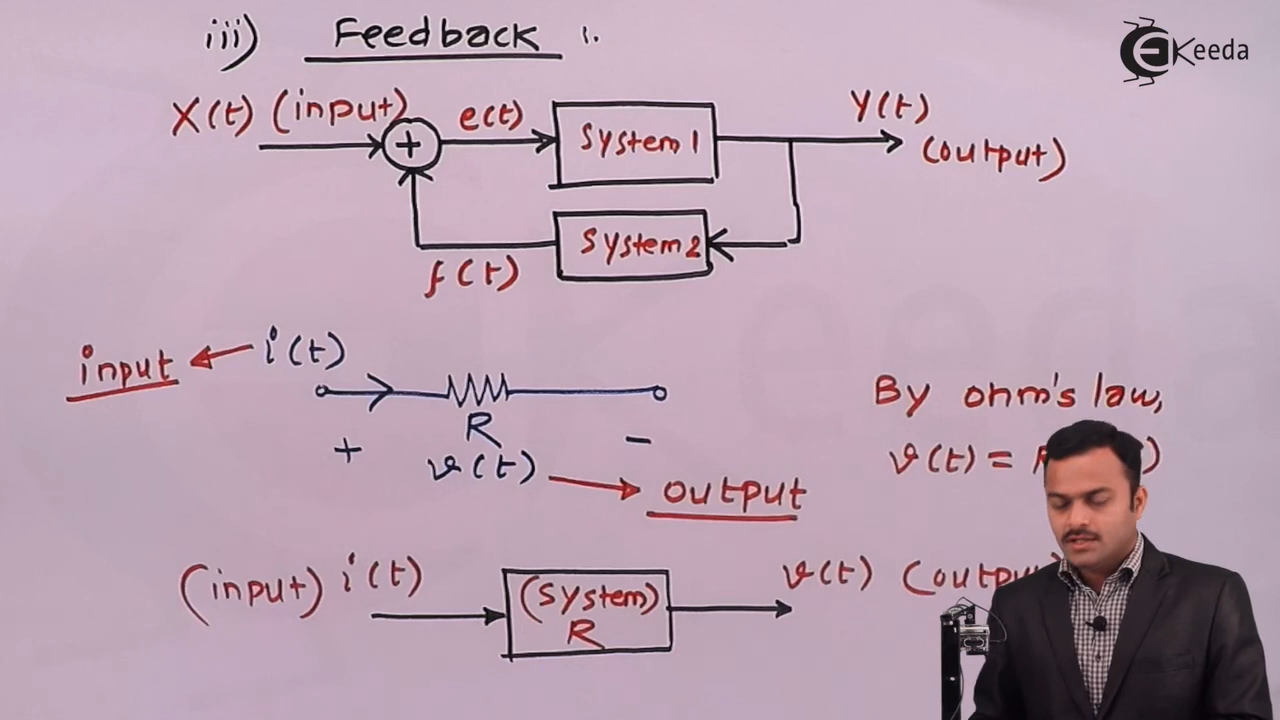 iii) Feedback :.
Keeda
X(t) (input)
+
e(t)
System 1
Y(t)
(output)
System 2
f(t)
input
i(t)
R
+
v(t)
-
output
By ohm's law,
v(t) =
(input) i(t)
(System)
R
v(t)